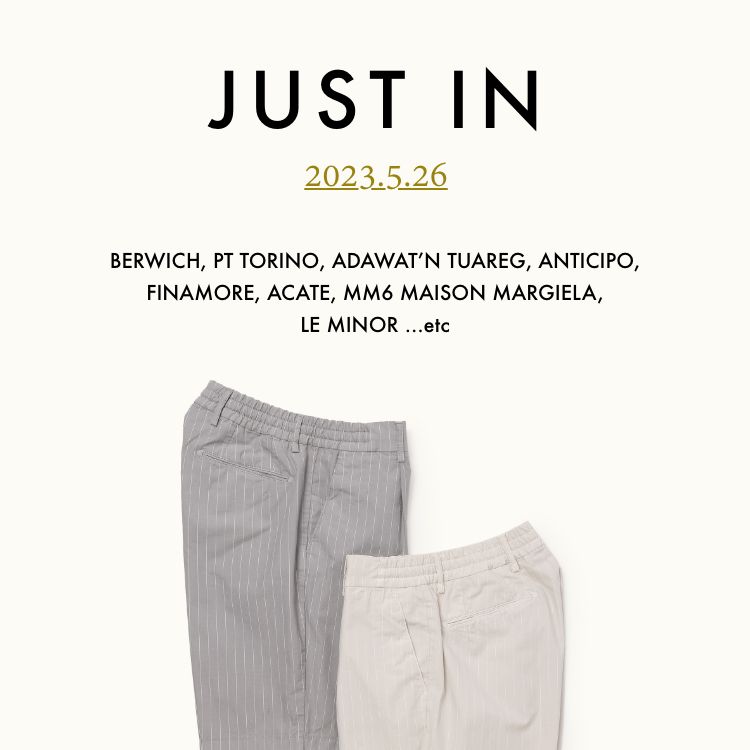 JUST IN
2023.5.26
BERWICH, PT TORINO, ADAWAT’N TUAREG, ANTICIPO,
FINAMORE, ACATE, MM6 MAISON MARGIELA,
LE MINOR ...etc